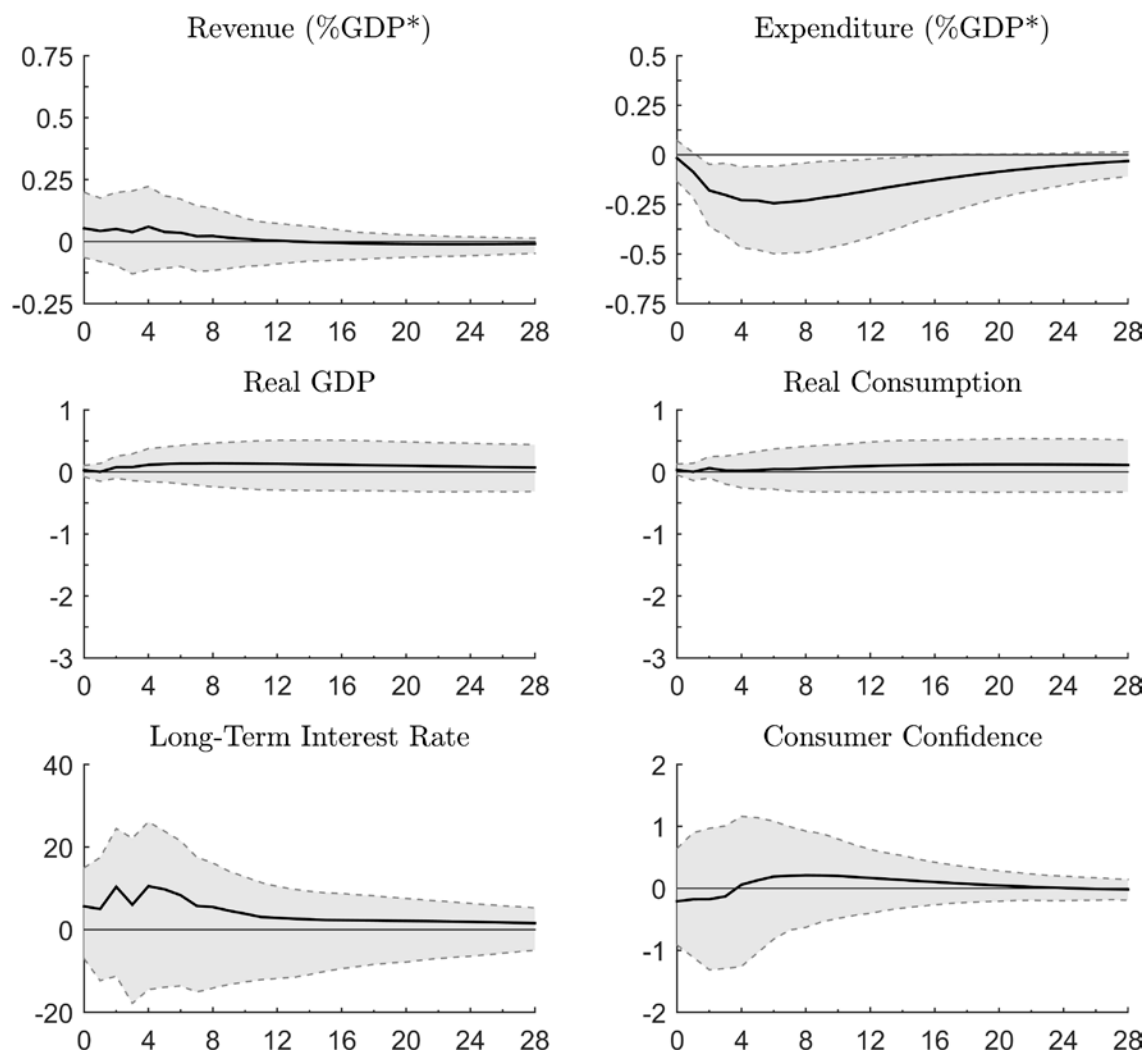 Revenue (%GDP*)
0.75
0.5
0.25
0
-0.25
0 4 8 12 16 20 24 28
Expenditure (%GDP*)
0.5
0.25
0
-0.25
-0.5
-0.75
0 4 8 12 16 20 24 28
Real GDP
1
0
-1
-2
-3
0 4 8 12 16 20 24 28
Real Consumption
1
0
-1
-2
-3
0 4 8 12 16 20 24 28
Long-Term Interest Rate
40
20
0
-20
0 4 8 12 16 20 24 28
Consumer Confidence
2
1
0
-1
-2
0 4 8 12 16 20 24 28